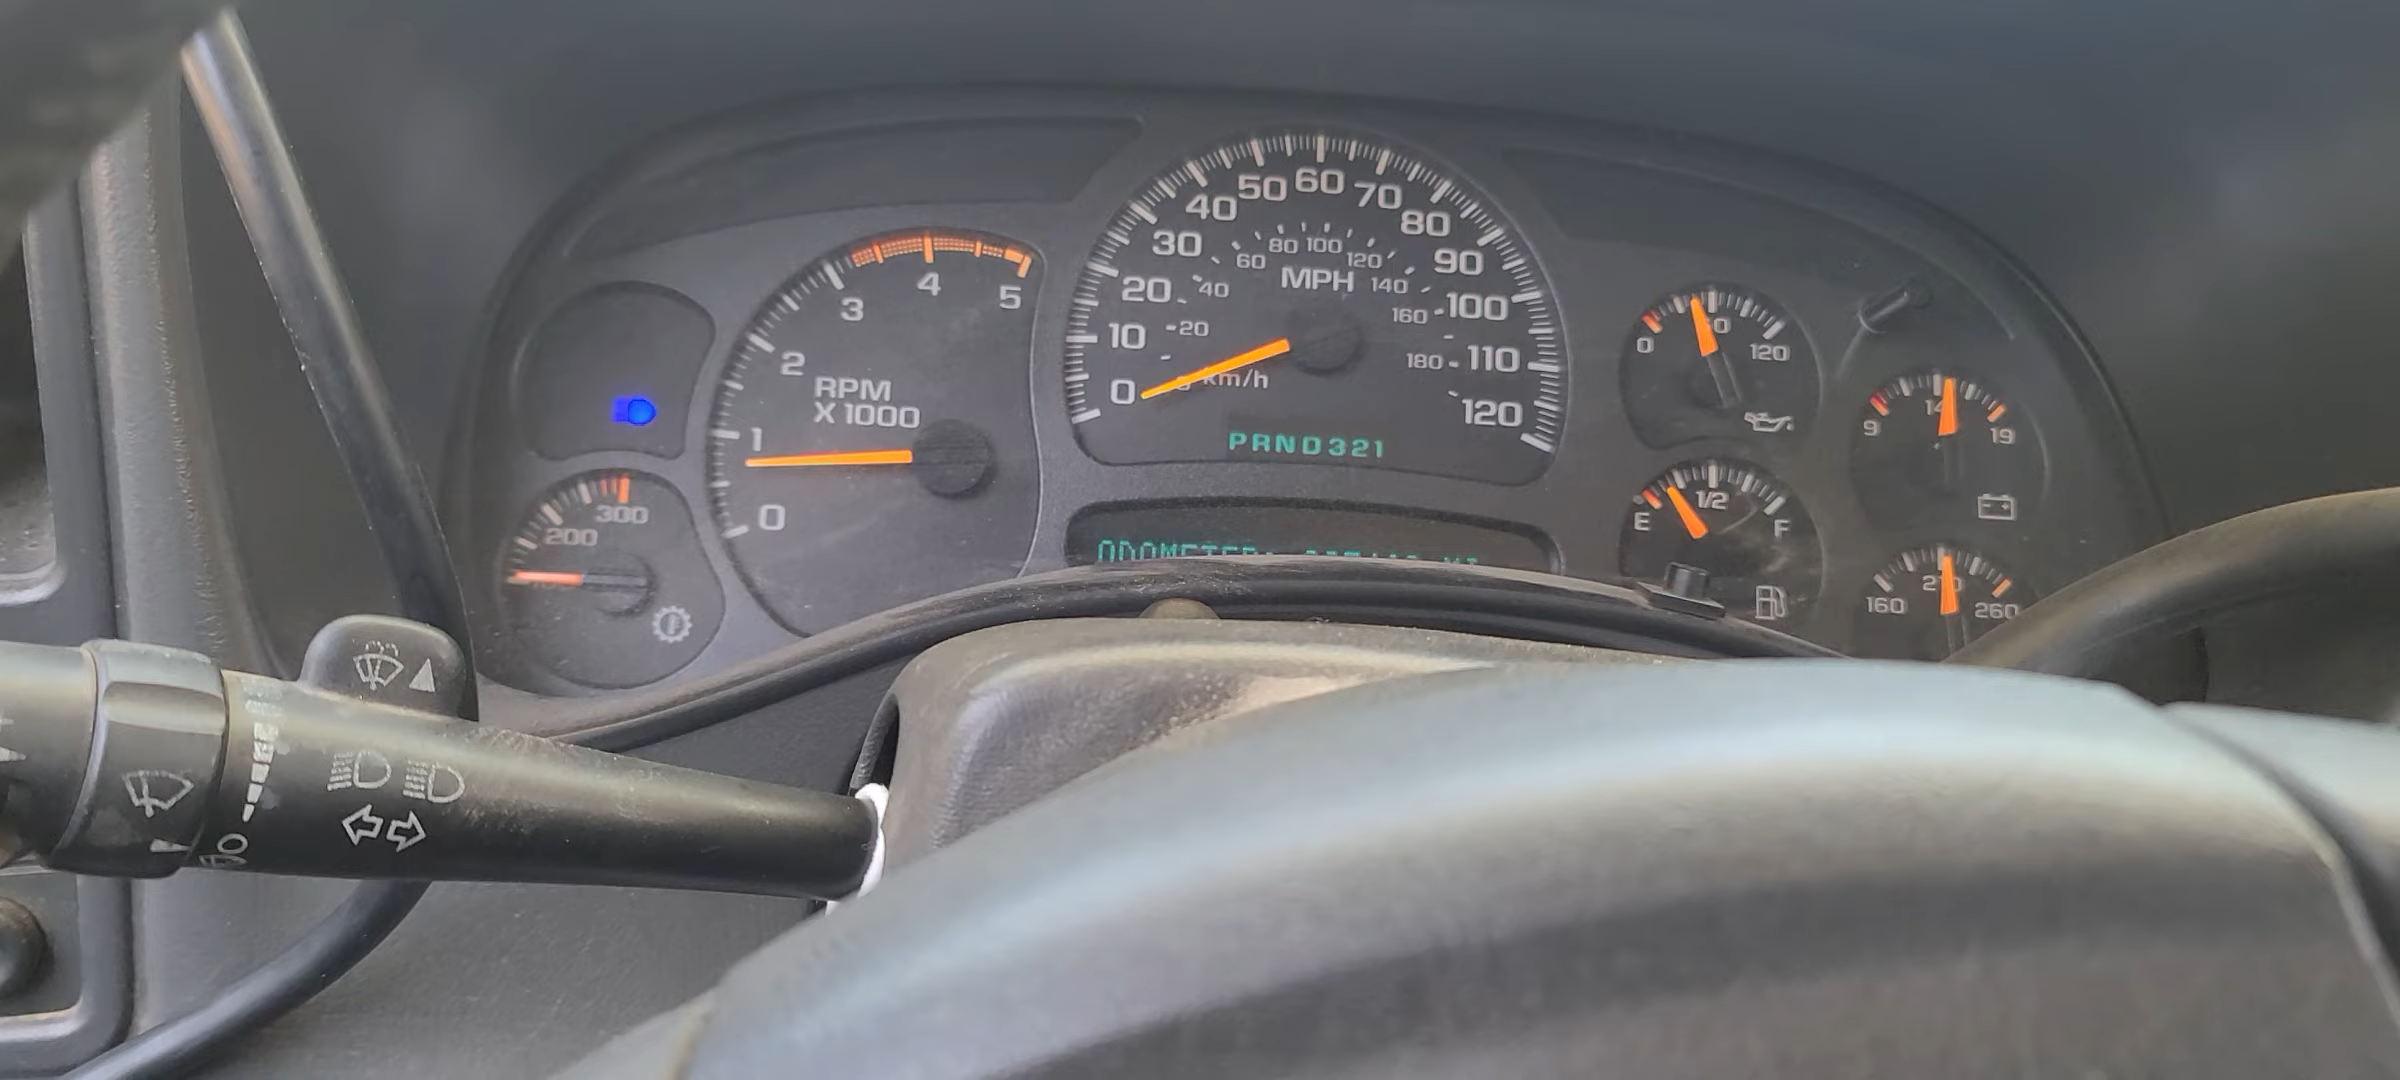 0 1 2 3 4 5
RPM
X1000
200 300
0 10 20 30 40 50 60 70 80 90 100 110 120
20 40 60 80 100 120 140 160 180
MPH
km/h
PRND321
ODOMETER:
0 120
E 1/2 F
9 14 19
160 260